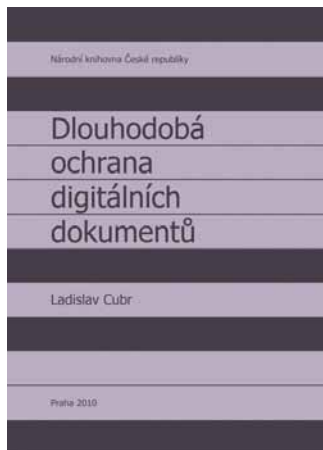 Národní knihovna České republiky
Dlouhodobá
ochrana
digitálních
dokumentů
Ladislav Cubr
Praha 2010